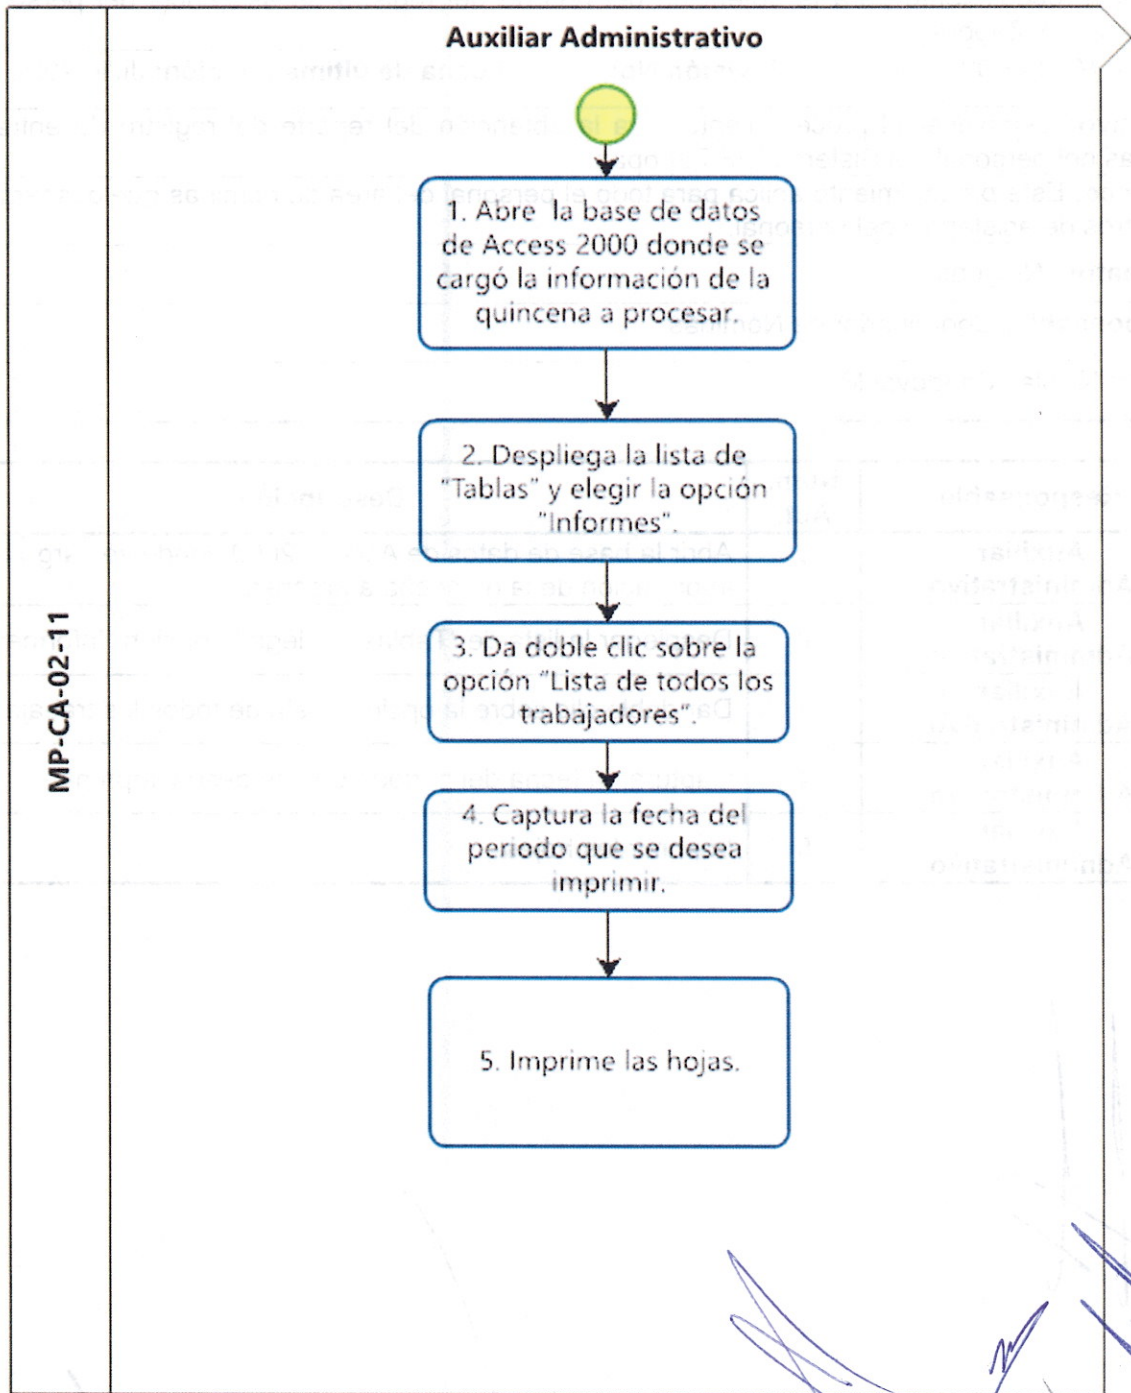 Auxiliar Administrativo
1. Abre la base de datos
de Access 2000 donde se
cargó la información de la
quincena a procesar.
2. Despliega la lista de
"Tablas" y elegir la opción
"Informes".
3. Da doble clic sobre la
opción "Lista de todos los
trabajadores".
4. Captura la fecha del
periodo que se desea
imprimir.
5. Imprime las hojas.
MP-CA-02-11